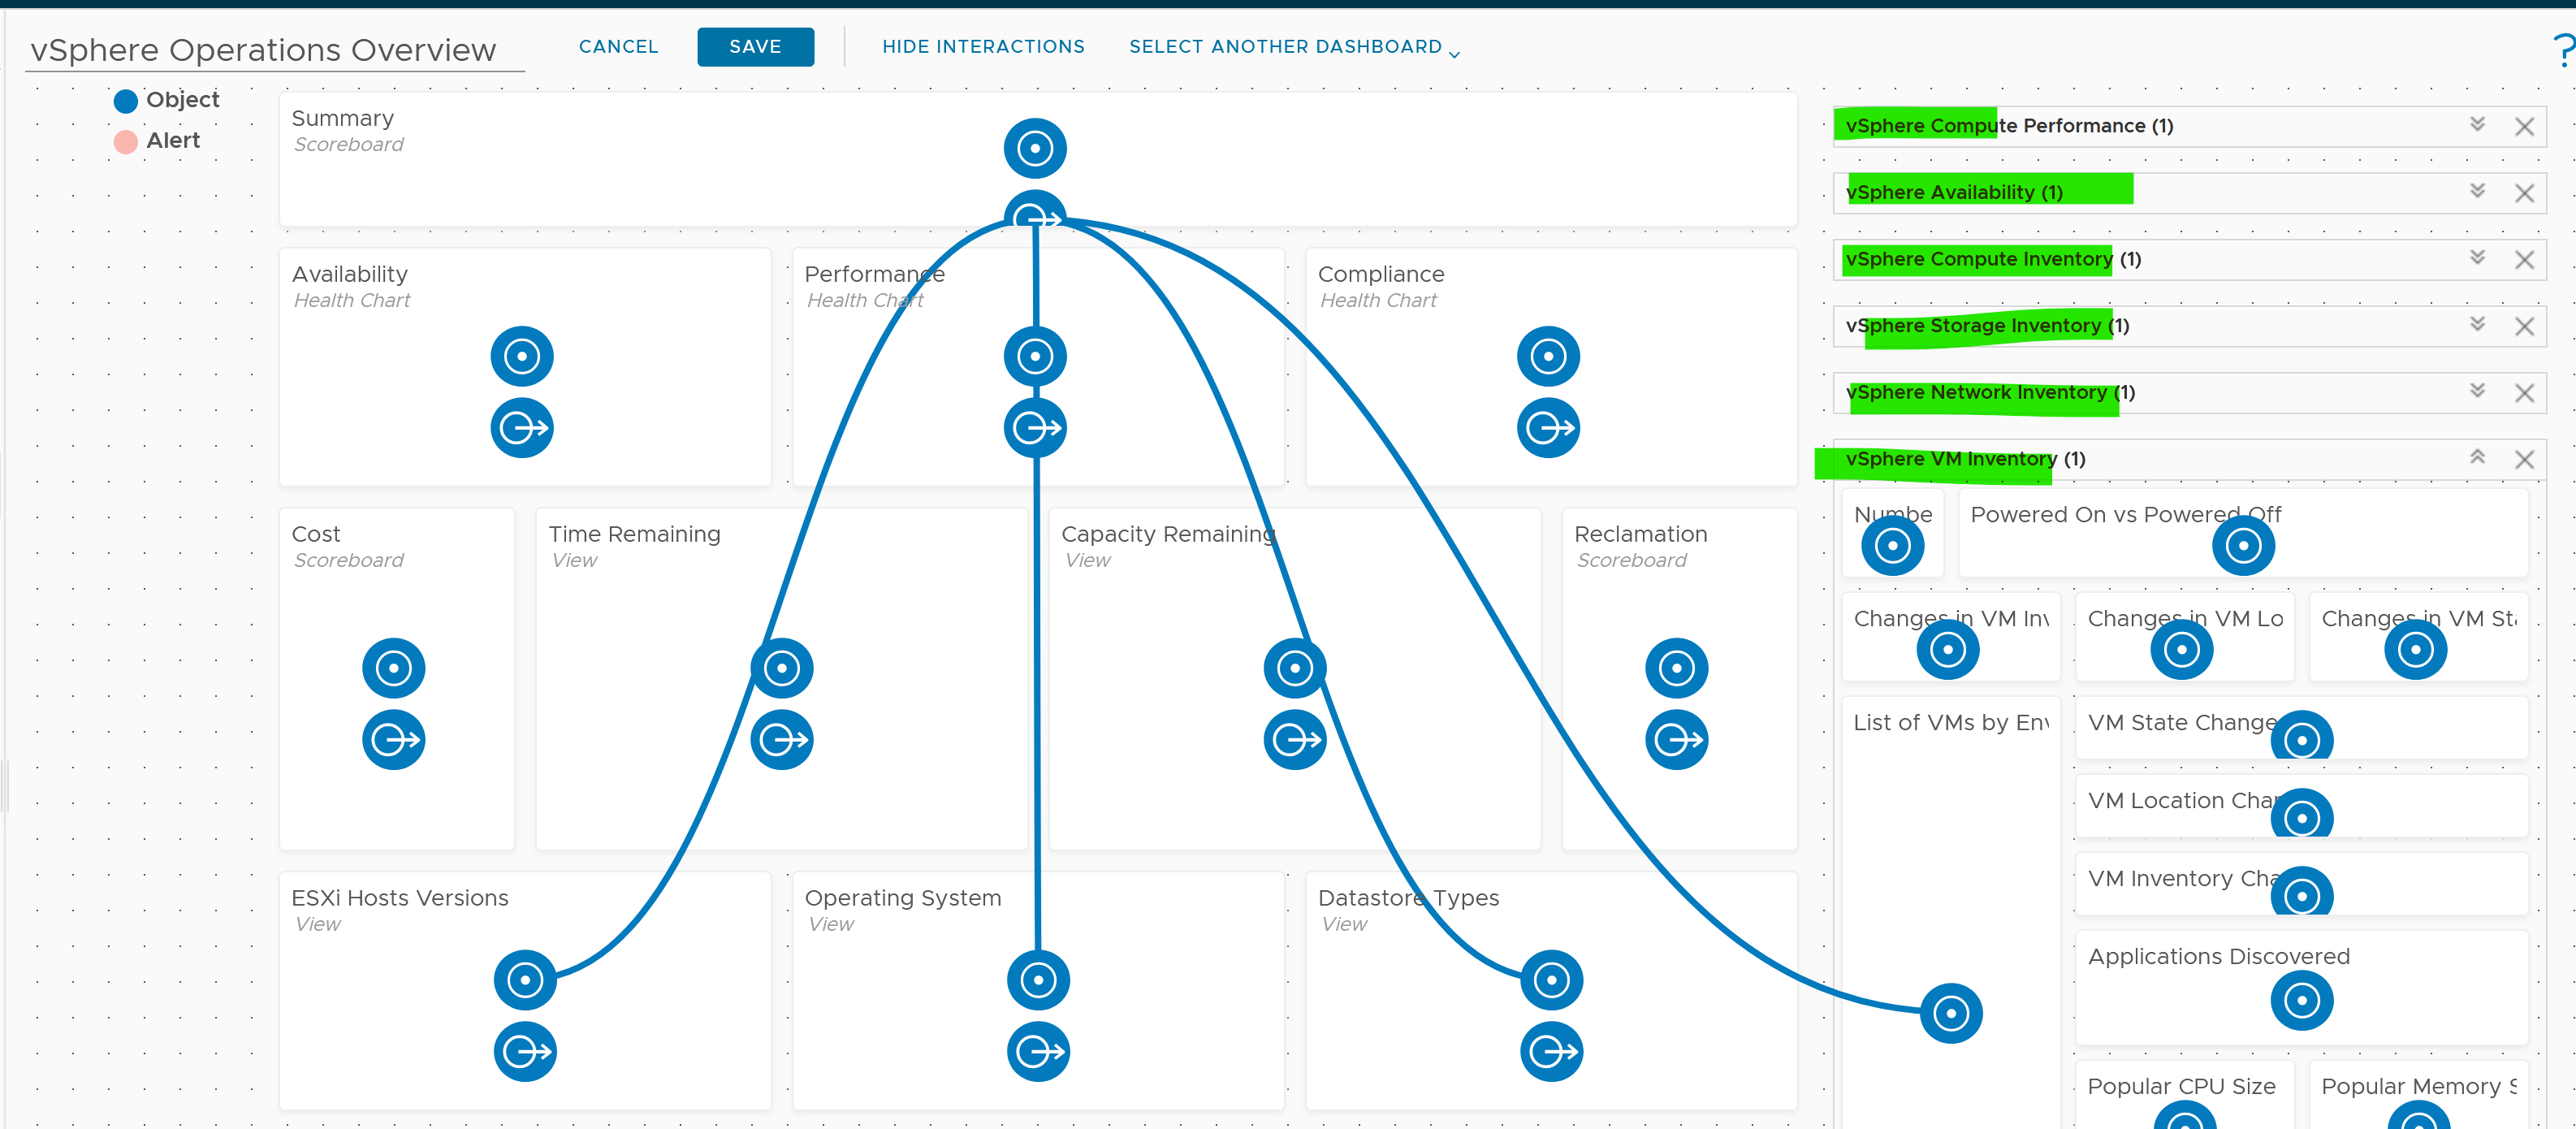 vSphere Operations Overview
CANCEL
SAVE
HIDE INTERACTIONS
SELECT ANOTHER DASHBOARD
?
Object
Alert
Summary
Scoreboard
Availability
Health Chart
Performance
Health Chart
Compliance
Health Chart
Cost
Scoreboard
Time Remaining
View
Capacity Remaining
View
Reclamation
Scoreboard
ESXi Hosts Versions
View
Operating System
View
Datastore Types
View
vSphere Compute Performance (1)
vSphere Availability (1)
vSphere Compute Inventory (1)
vSphere Storage Inventory (1)
vSphere Network Inventory (1)
vSphere VM Inventory (1)
Numbe
Powered On vs Powered Off
Changes in VM Inv
Changes in VM Lo
Changes in VM Sta
List of VMs by Env
VM State Change
VM Location Char
VM Inventory Cha
Applications Discovered
Popular CPU Size
Popular Memory S